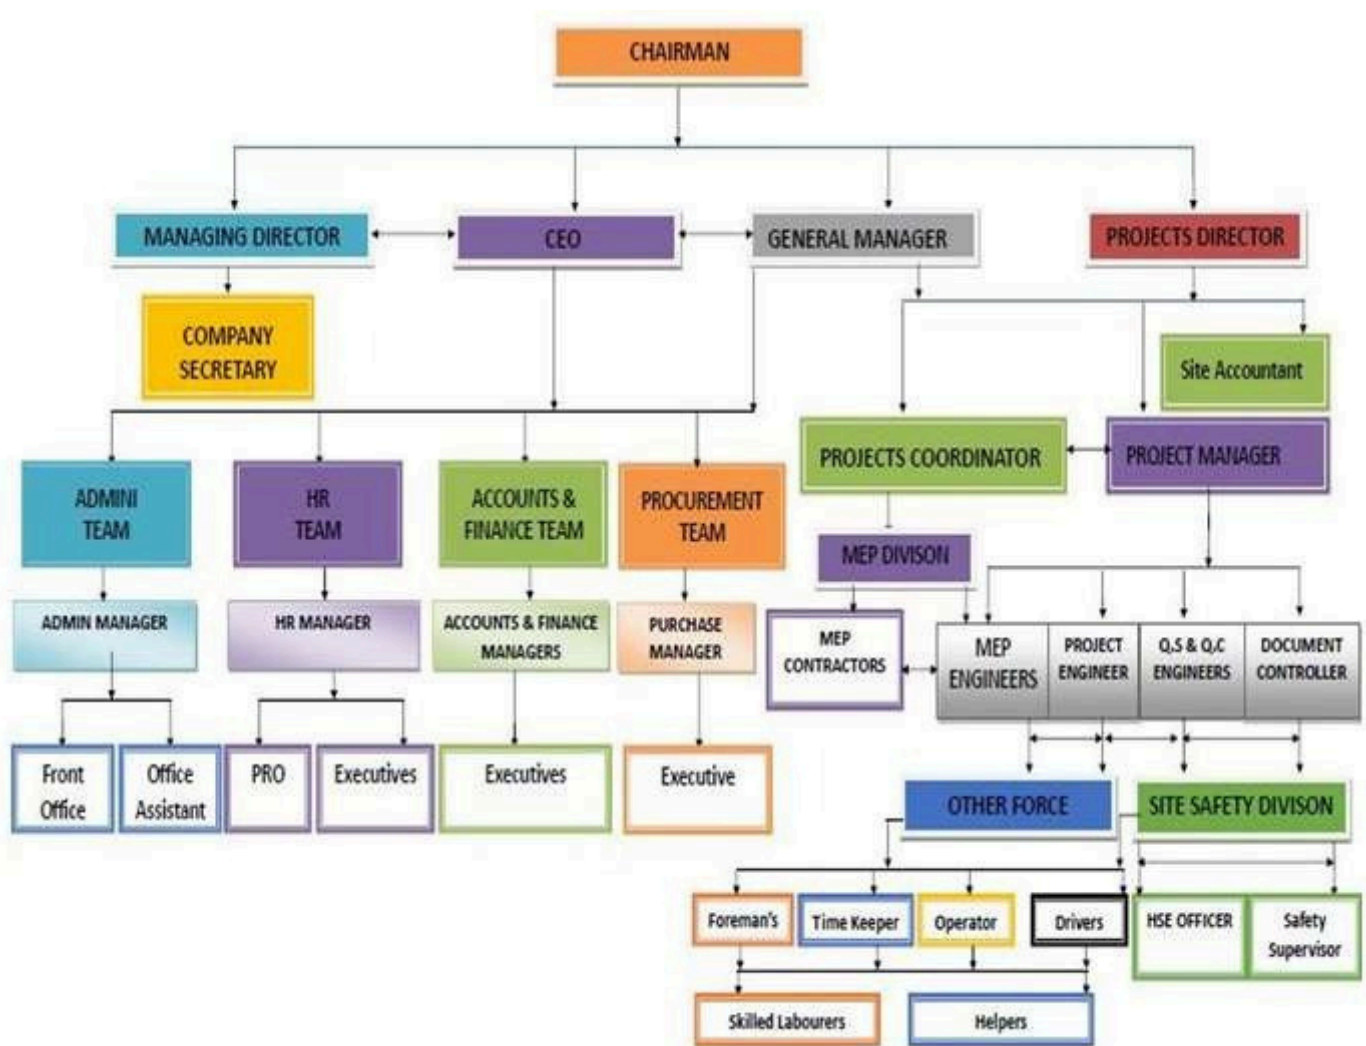 CHAIRMAN
MANAGING DIRECTOR
CEO
GENERAL MANAGER
PROJECTS DIRECTOR
COMPANY
SECRETARY
Site Accountant
PROJECTS COORDINATOR
PROJECT MANAGER
ADMINI
TEAM
HR
TEAM
ACCOUNTS &
FINANCE TEAM
PROCUREMENT
TEAM
MEP DIVISON
ADMIN MANAGER
HR MANAGER
ACCOUNTS & FINANCE
MANAGERS
PURCHASE
MANAGER
MEP
CONTRACTORS
MEP
ENGINEERS
PROJECT
ENGINEER
Q,S & Q,C
ENGINEERS
DOCUMENT
CONTROLLER
Front
Office
Office
Assistant
PRO
Executives
Executives
Executive
OTHER FORCE
SITE SAFETY DIVISON
Foreman's
Time Keeper
Operator
Drivers
HSE OFFICER
Safety
Supervisor
Skilled Labourers
Helpers